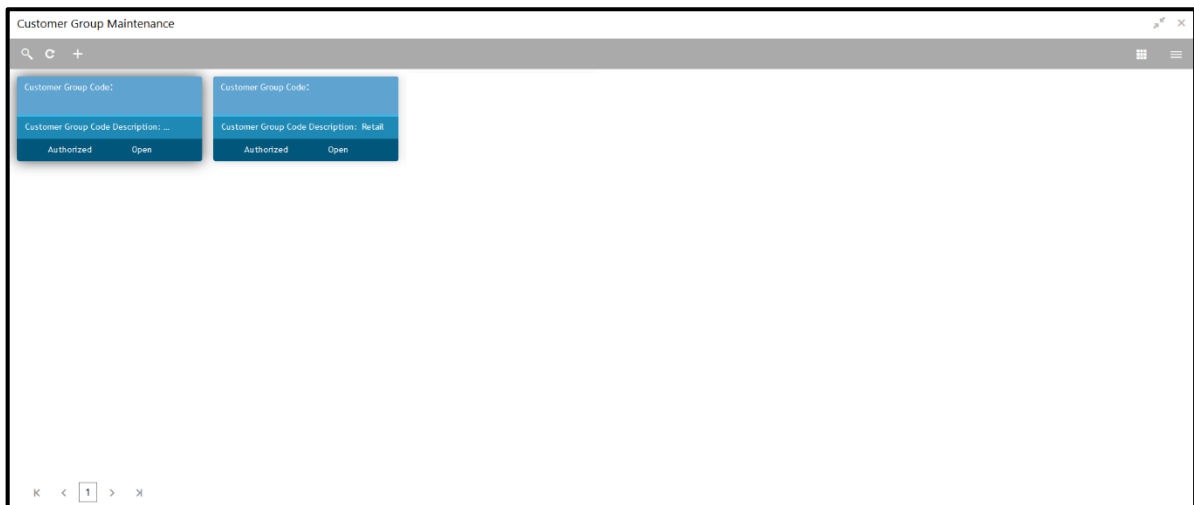 Customer Group Maintenance
Customer Group Code: Customer Group Code:
Customer Group Code Description: ... Customer Group Code Description: Retail
Authorized Open Authorized Open
1